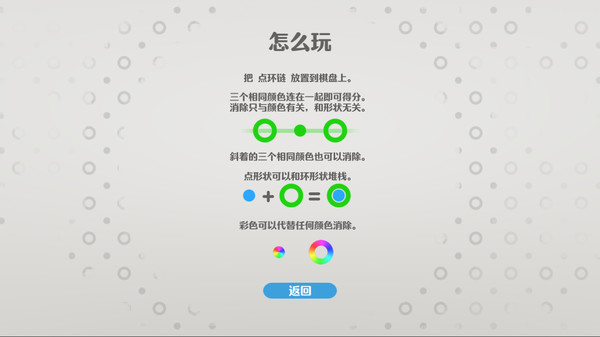 怎么玩
把 点环链 放置到棋盘上。
三个相同颜色连在一起即可得分。
消除只与颜色有关，和形状无关。
斜着的三个相同颜色也可以消除。
点形状可以和环形状堆栈。
+ =
彩色可以代替任何颜色消除。
返回